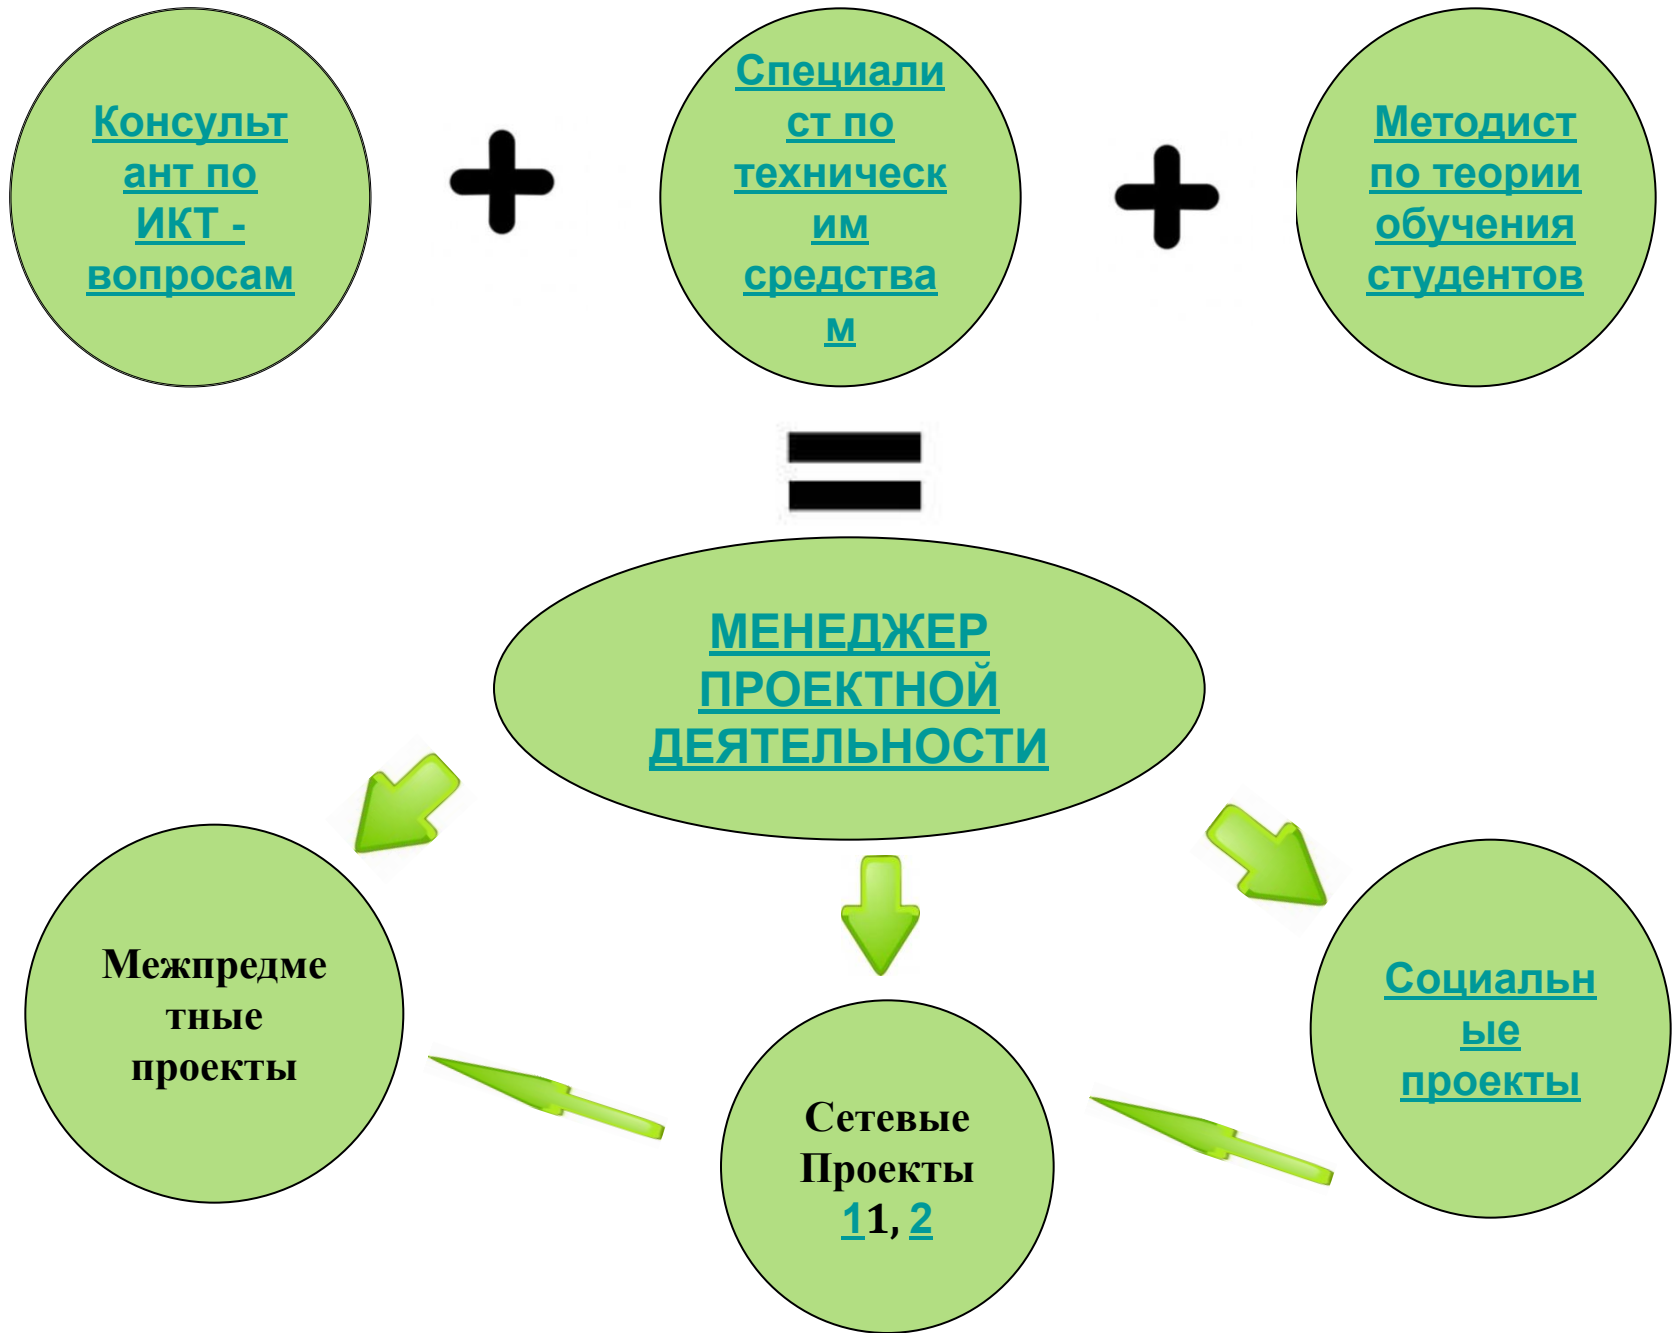 Консульт
ант по
ИКТ -
вопросам
Специали
ст по
техническ
им
средства
м
Методист
по теории
обучения
студентов
МЕНЕДЖЕР
ПРОЕКТНОЙ
ДЕЯТЕЛЬНОСТИ
Межпредме
тные
проекты
Сетевые
Проекты
11, 2
Социальн
ые
проекты